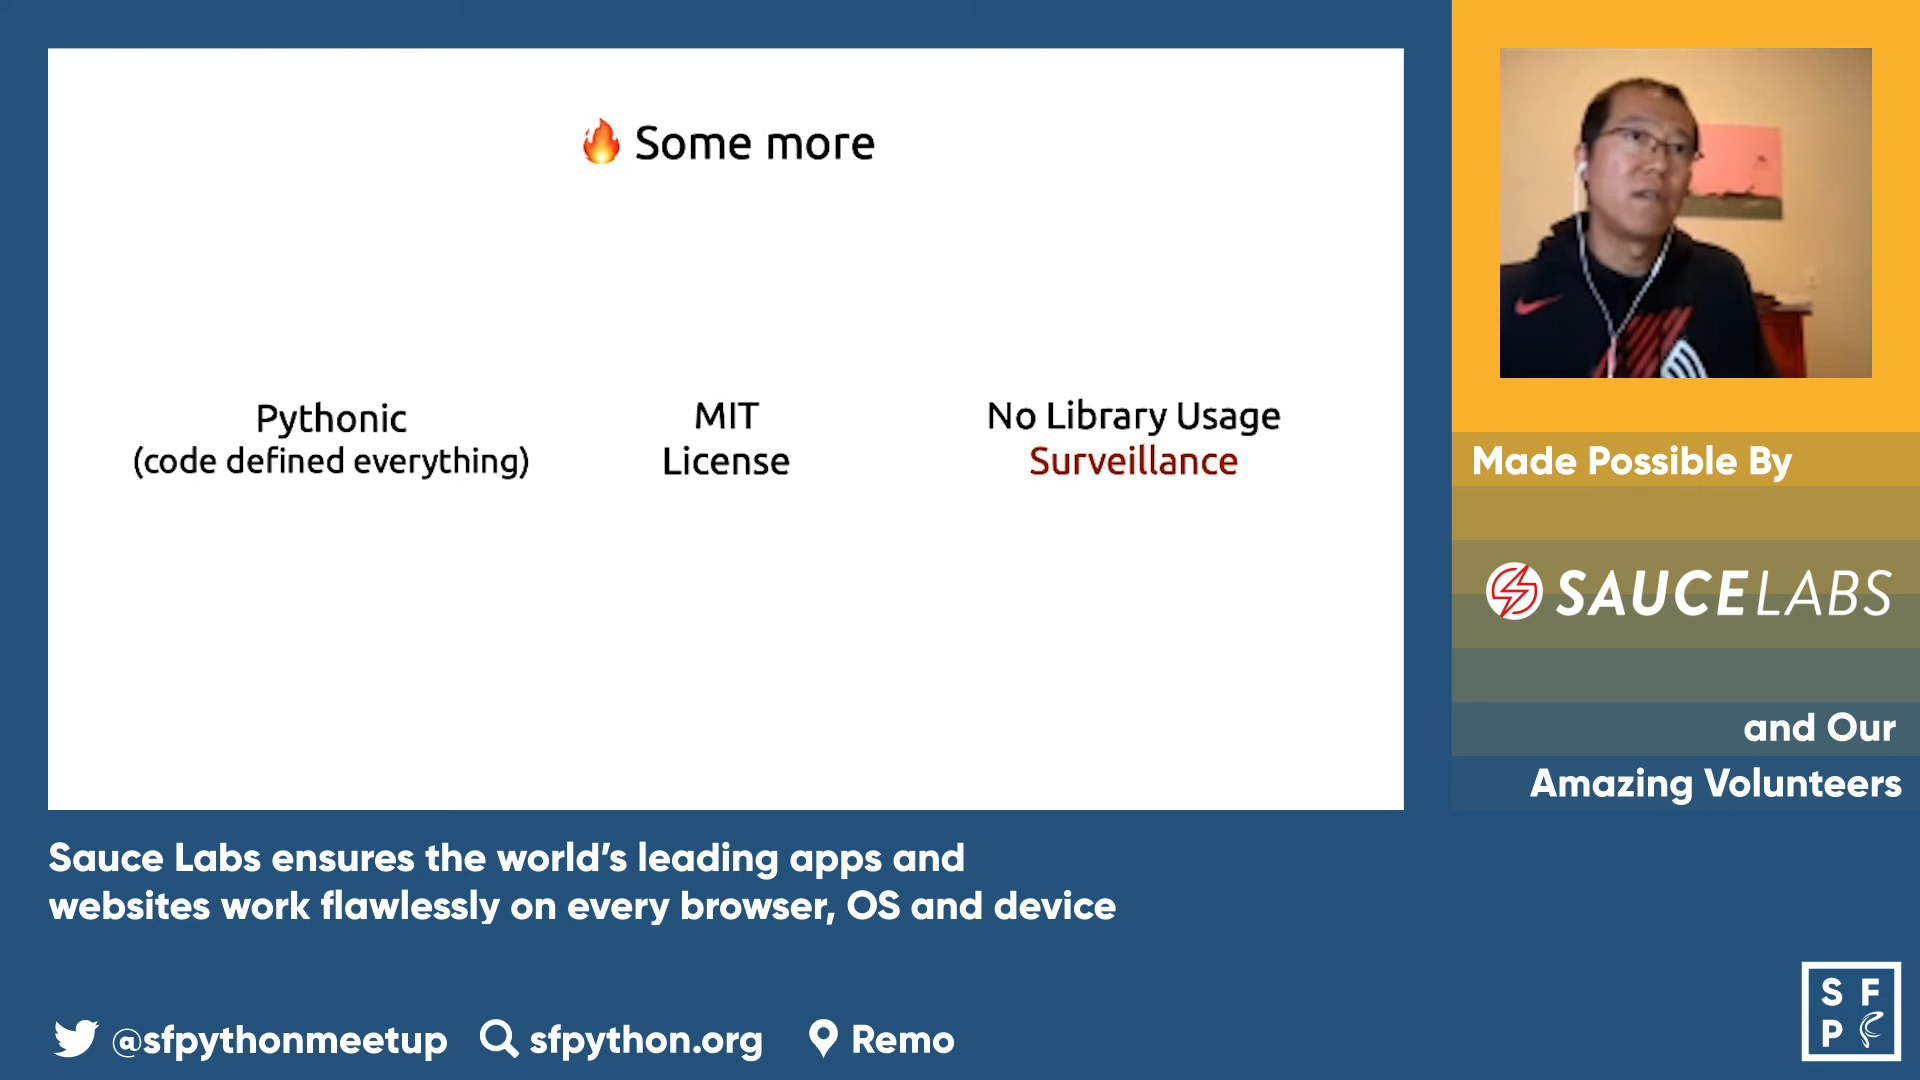 🔥 Some more
Pythonic
(code defined everything)
MIT
License
No Library Usage
Surveillance
Made Possible By
SAUCELABS
and Our
Amazing Volunteers
Sauce Labs ensures the world's leading apps and
websites work flawlessly on every browser, OS and device
@sfpythonmeetup
sfpython.org
Remo
S F
P